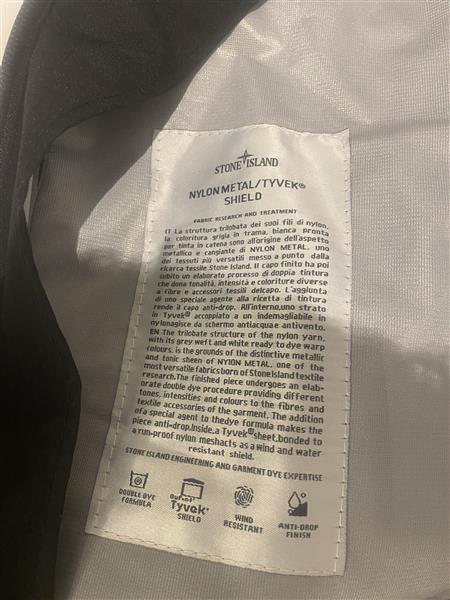 STONE ISLAND
NYLON METAL/TYVEK®
SHIELD
FABRIC RESEARCH AND TREATMENT
IT La struttura trilobata dei suoi fili di nylon,
la coloritura grigia in trama, bianca pronta
per tinta in catena sono all'origine dell'aspetto
metallico e cangiante di NYLON METAL, uno
dei tessuti più versatili messo a punto dalla
ricerca tessile Stone Island. Il capo finito ha poi
subito un elaborato processo di doppia tintura
che dona tonalità, intensità e coloriture diverse
a fibre e accessori tessili delcapo. L'aggiunta
di uno speciale agente alla ricetta di tintura
rende il capo anti-drop. All'interno,uno strato
in Tyvek® accoppiato a un indemagliabile in
nylonagisce da schermo antiacqua e antivento.
EN The trilobate structure of the nylon yarn,
with its grey weft and white ready to dye warp
colours, is the grounds of the distinctive metallic
and tonic sheen of NYLON METAL, one of the
most versatile fabrics born of Stone Island textile
research.The finished piece undergoes an elab-
orate double dye procedure providing different
tones, intensities and colours to the fibres and
textile accessories of the garment. The addition
of a special agent to thedye formula makes the
piece anti-drop.Inside,a Tyvek®sheet,bonded to
a run-proof nylon meshacts as a wind and water
resistant shield.
STONE ISLAND ENGINEERING AND GARMENT DYE EXPERTISE
DOUBLE DYE
FORMULA
DuPont
Tyvek®
SHIELD
WIND
RESISTANT
ANTI-DROP
FINISH